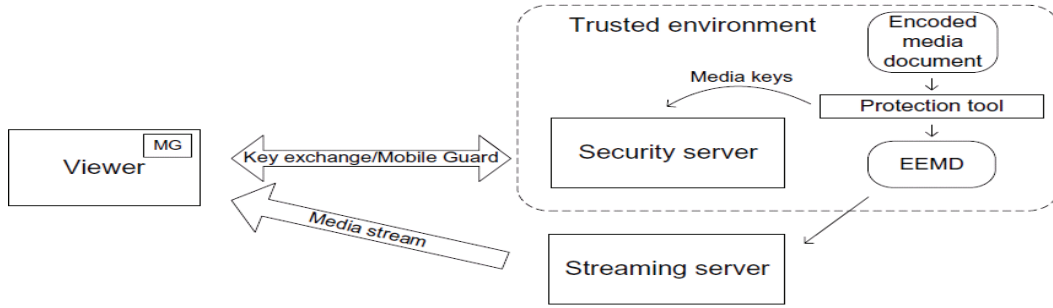 Trusted environment
Encoded
media
document
Media keys
Protection tool
MG
Viewer
Key exchange/Mobile Guard
Security server
EEMD
Media stream
Streaming server